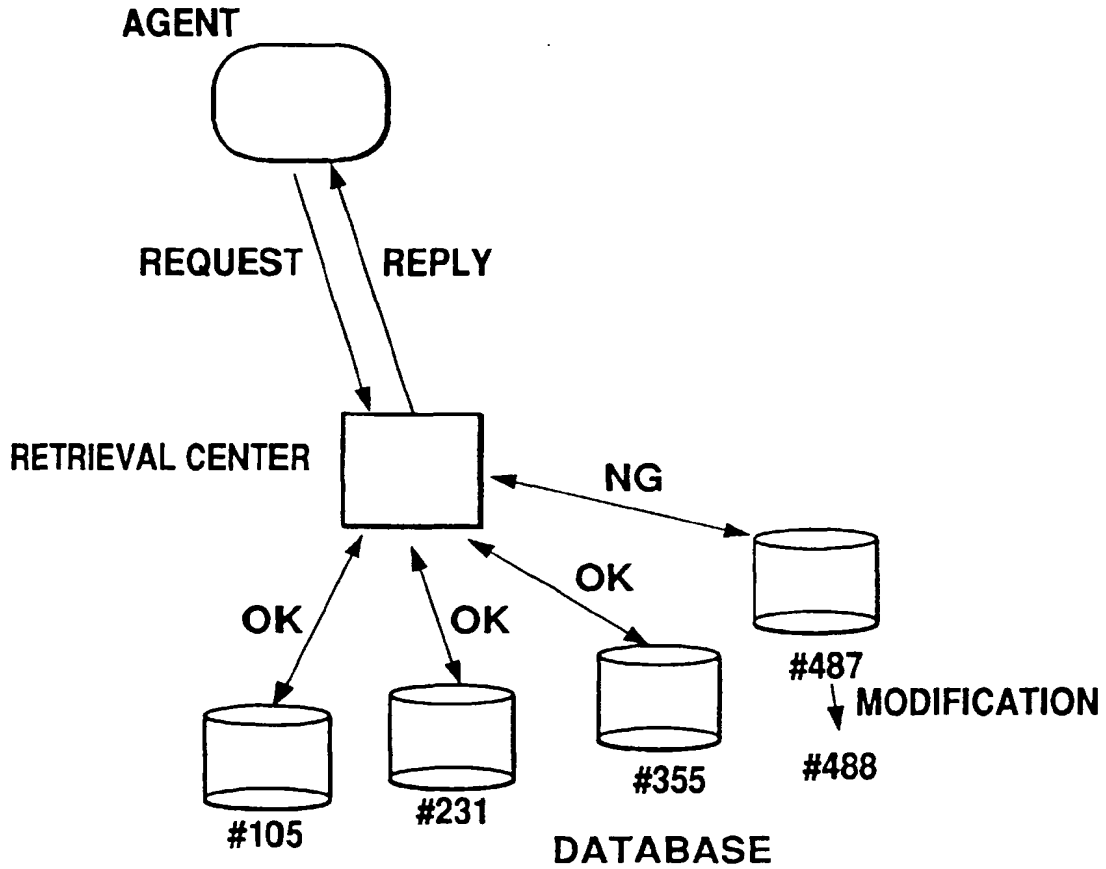 AGENT
REQUEST
REPLY
RETRIEVAL CENTER
NG
OK
OK
OK
#487
MODIFICATION
#488
#355
#231
#105
DATABASE